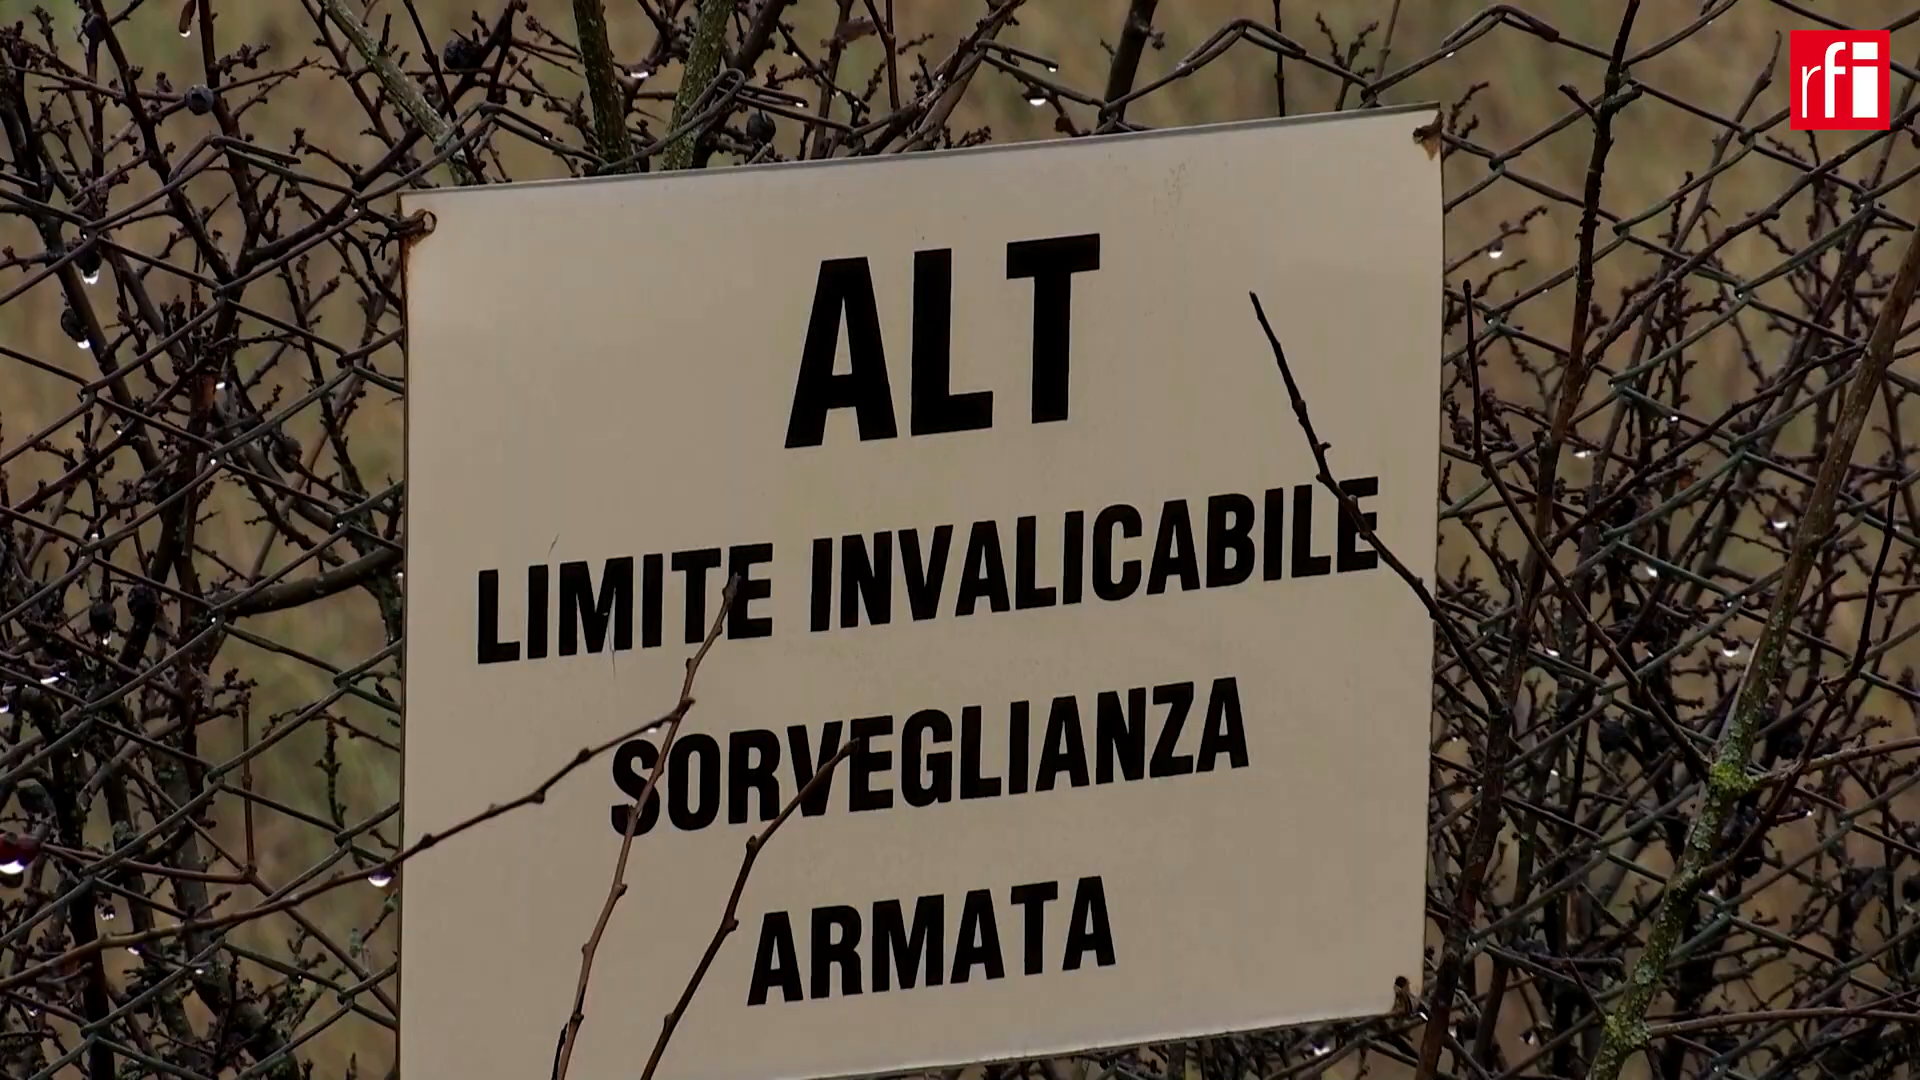 rfi
ALT
LIMITE INVALICABILE
SORVEGLIANZA
ARMATA